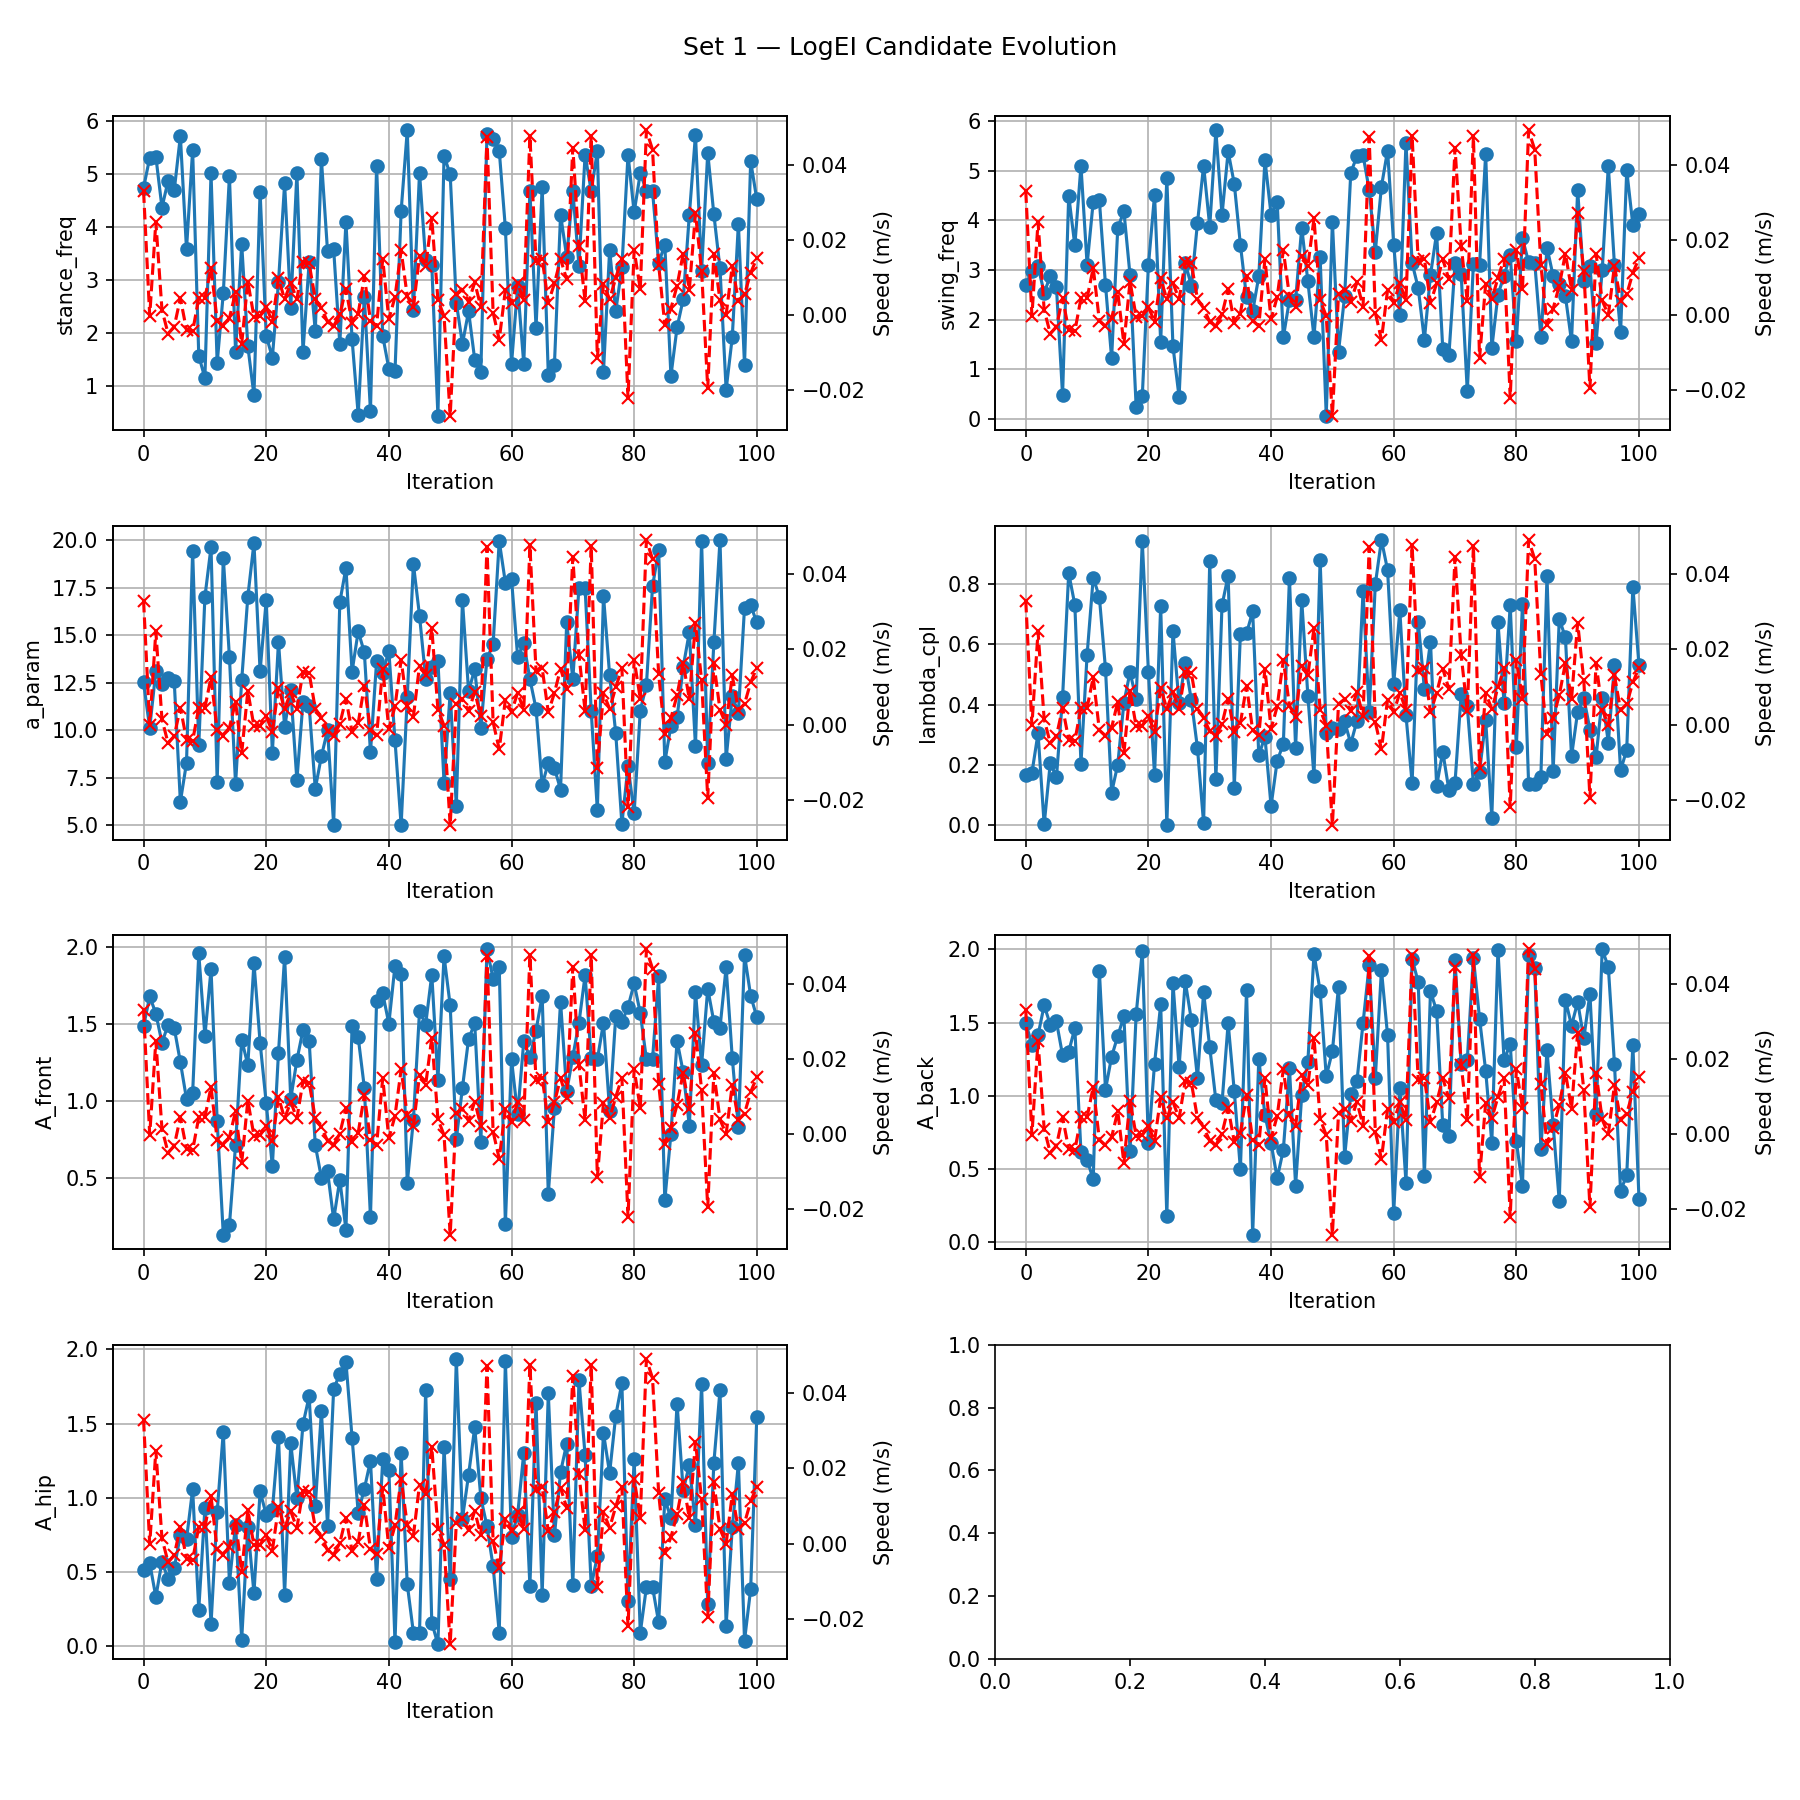 Set 1 — LogEI Candidate Evolution
stance_freq
6
5
4
3
2
1
0.04
0.02
0.00
−0.02
Speed (m/s)
0 20 40 60 80 100
Iteration
swing_freq
6
5
4
3
2
1
0
0.04
0.02
0.00
−0.02
Speed (m/s)
0 20 40 60 80 100
Iteration
a_param
20.0
17.5
15.0
12.5
10.0
7.5
5.0
0.04
0.02
0.00
−0.02
Speed (m/s)
0 20 40 60 80 100
Iteration
lambda_cpl
0.8
0.6
0.4
0.2
0.0
0.04
0.02
0.00
−0.02
Speed (m/s)
0 20 40 60 80 100
Iteration
A_front
2.0
1.5
1.0
0.5
0.04
0.02
0.00
−0.02
Speed (m/s)
0 20 40 60 80 100
Iteration
A_back
2.0
1.5
1.0
0.5
0.0
0.04
0.02
0.00
−0.02
Speed (m/s)
0 20 40 60 80 100
Iteration
A_hip
2.0
1.5
1.0
0.5
0.0
0.04
0.02
0.00
−0.02
Speed (m/s)
0 20 40 60 80 100
Iteration
1.0
0.8
0.6
0.4
0.2
0.0
0.0 0.2 0.4 0.6 0.8 1.0